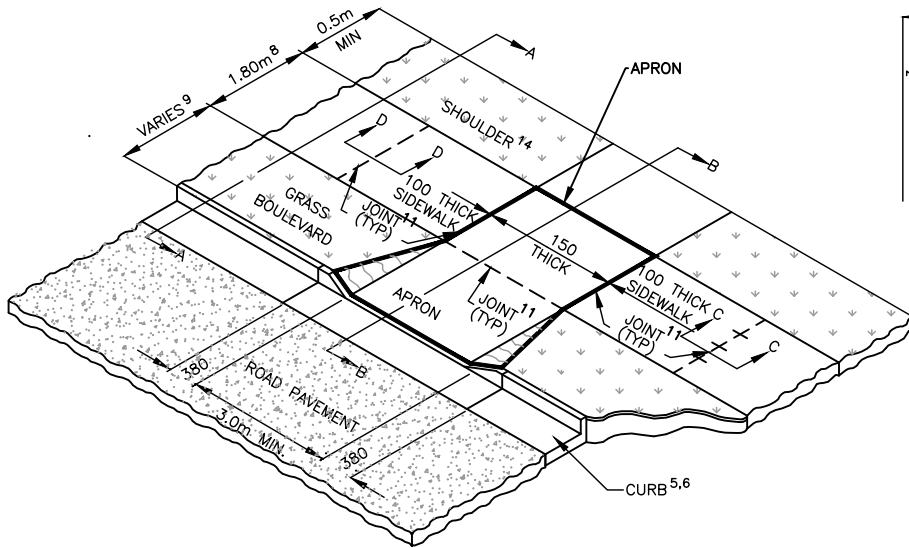 0.5m
MIN
1.80m 8
VARIES 9
A
APRON
SHOULDER 14
D
D
B
100 THICK
SIDEWALK
GRASS
BOULEVARD
JOINT 11
(TYP)
150
THICK
A
100 THICK
SIDEWALK
C
APRON
JOINT 11
(TYP)
JOINT 11
(TYP)
C
B
380
ROAD PAVEMENT
3.0m MIN.
380
CURB 5,6